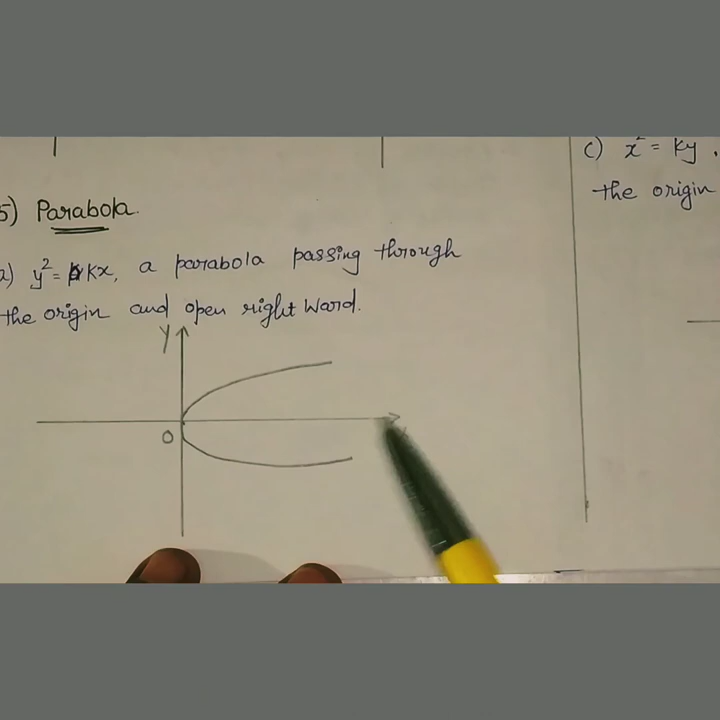 5) Parabola.
a) y² = kx, a parabola passing through
the origin and open right ward.
Y
O
c) x² = ky.
the origin